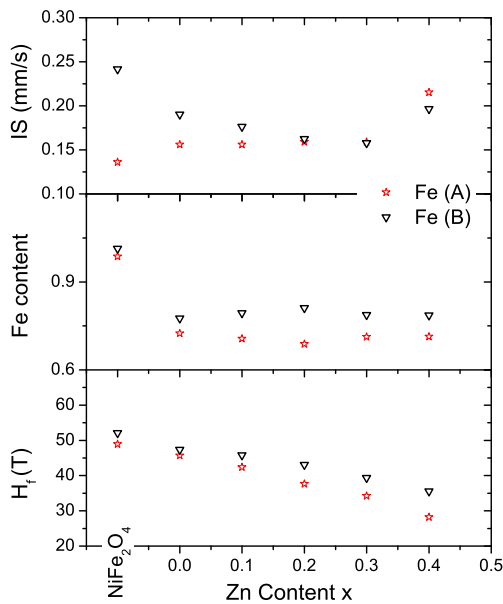 0.30
0.25
0.20
0.15
0.10
IS (mm/s)
Fe (A)
Fe (B)
0.9
0.6
Fe content
60
50
40
30
20
H_f(T)
NiFe₂O₄
0.0 0.1 0.2 0.3 0.4 0.5
Zn Content x